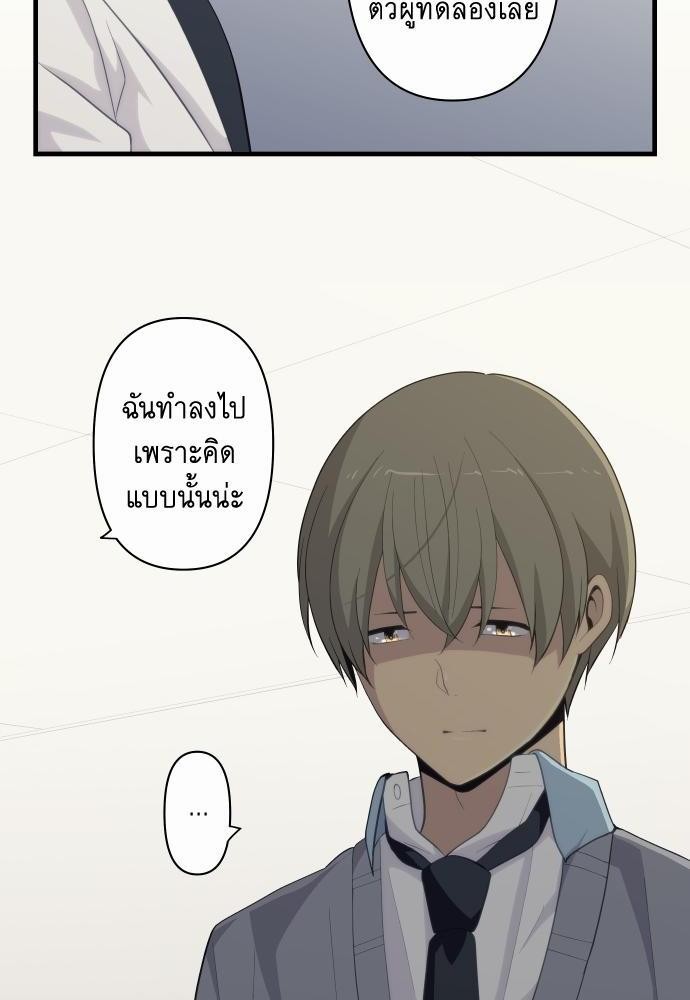 ตัวผู้ทดลองเลย
ฉันทำลงไป
เพราะคิด
แบบนั้นน่ะ
...